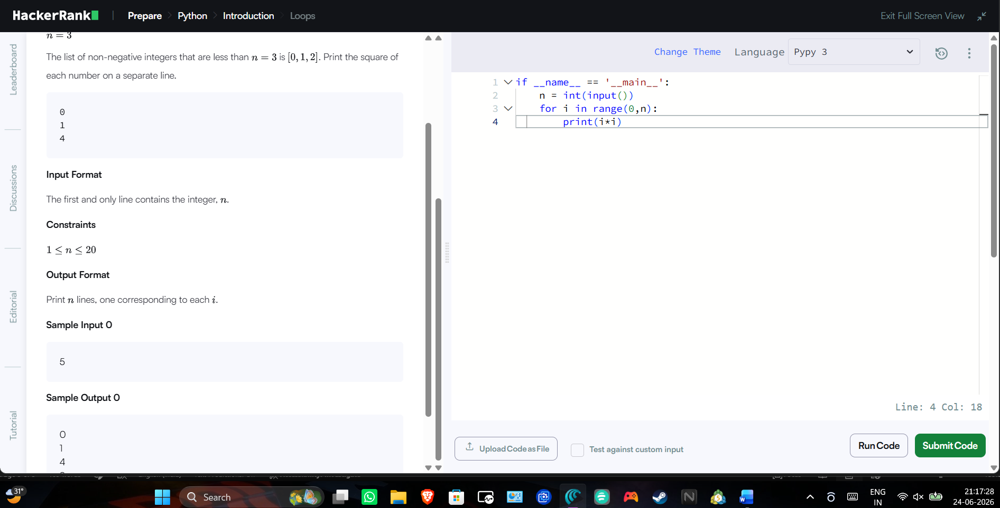 HackerRank
Prepare
Python
Introduction
Loops
Exit Full Screen View
Leaderboard
Discussions
Editorial
Tutorial
n = 3
The list of non-negative integers that are less than n = 3 is [0, 1, 2]. Print the square of
each number on a separate line.
0
1
4
Input Format
The first and only line contains the integer, n.
Constraints
1 ≤ n ≤ 20
Output Format
Print n lines, one corresponding to each i.
Sample Input 0
5
Sample Output 0
0
1
4
Change Theme
Language
Pypy 3
1 if __name__ == '__main__':
2     n = int(input())
3     for i in range(0,n):
4         print(i*i)
Line: 4 Col: 18
Upload Code as File
Test against custom input
Run Code
Submit Code
31°
Search
ENG
IN
21:17:28
24-06-2026